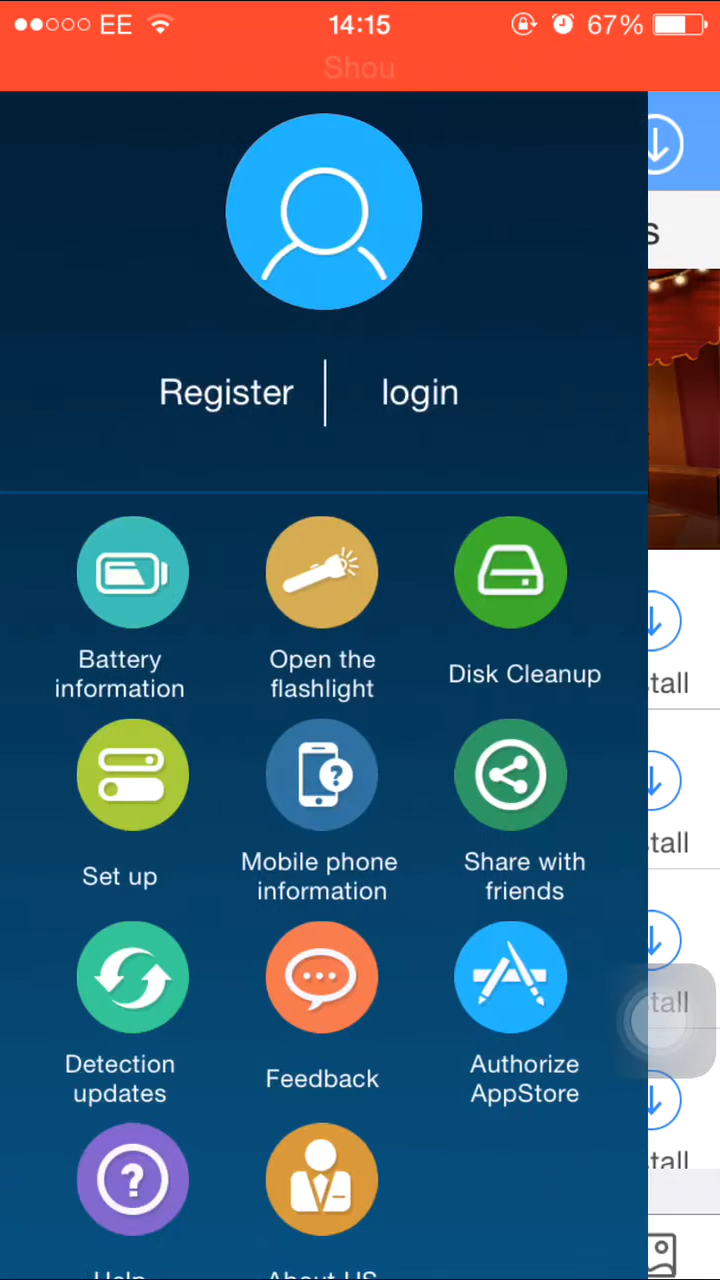 EE 14:15 67%
Shou
s
Register login
Battery information
Open the flashlight
Disk Cleanup
tall
Set up
Mobile phone information
Share with friends
tall
tall
Detection updates
Feedback
Authorize AppStore
tall
Help
About US